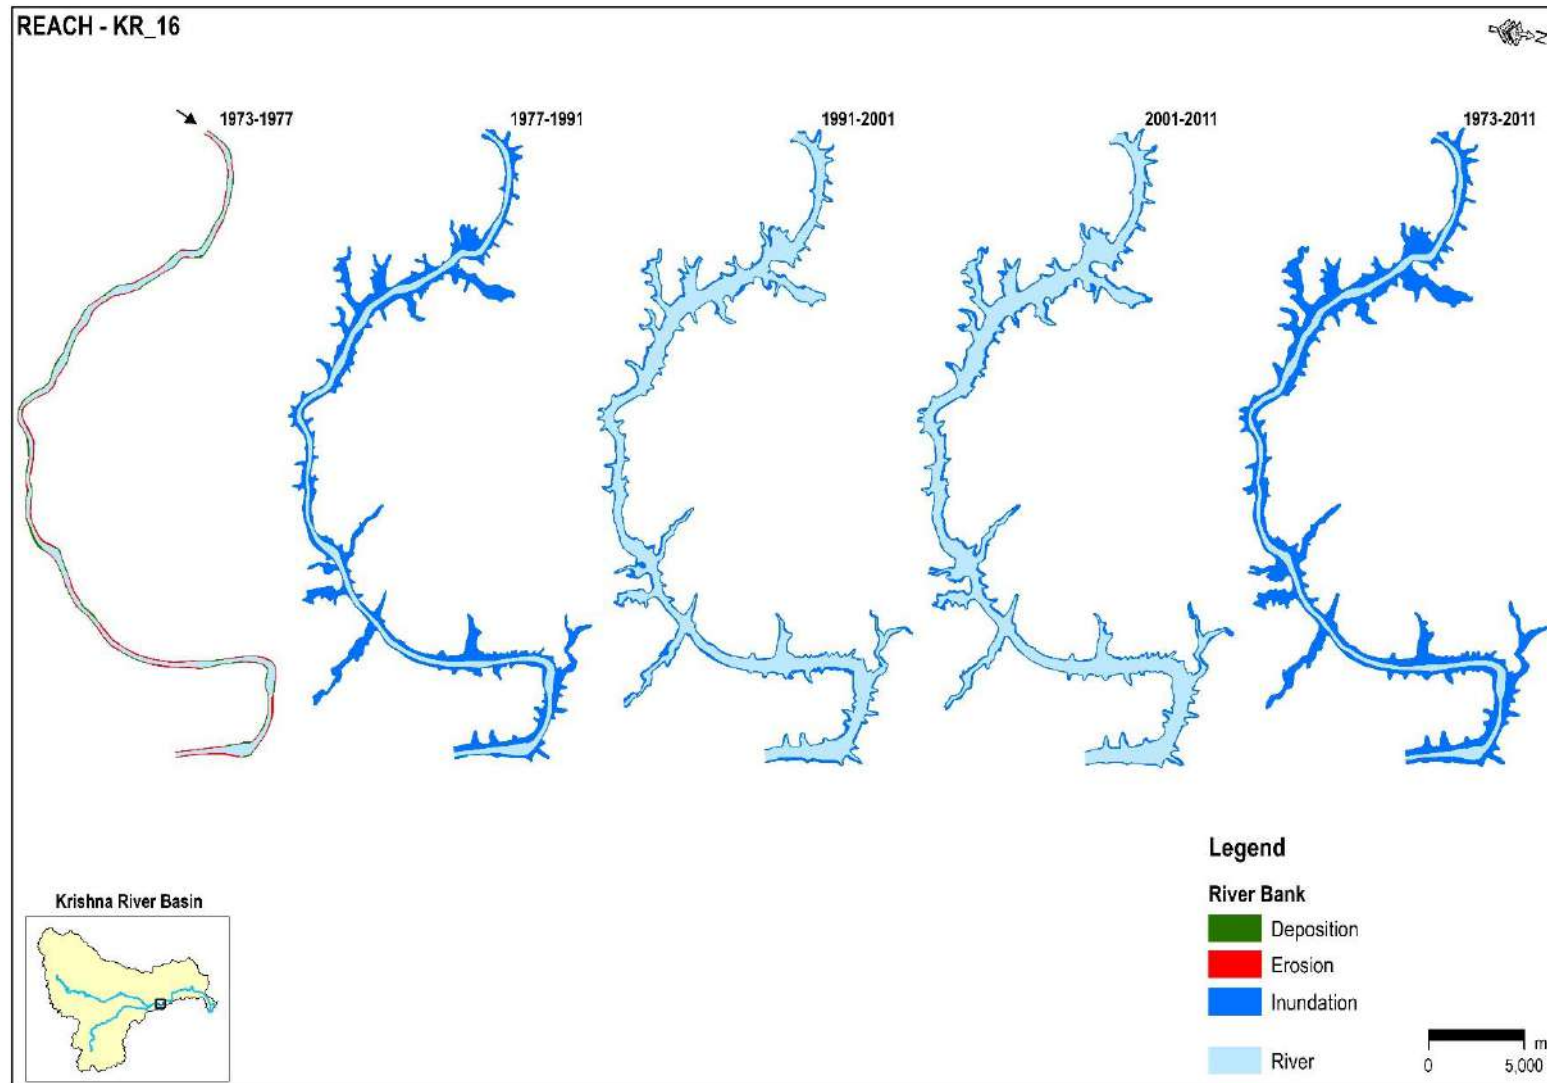 REACH - KR_16
N
1973-1977
1977-1991
1991-2001
2001-2011
1973-2011
Legend
River Bank
Deposition
Erosion
Inundation
River
Krishna River Basin
m
0 5,000